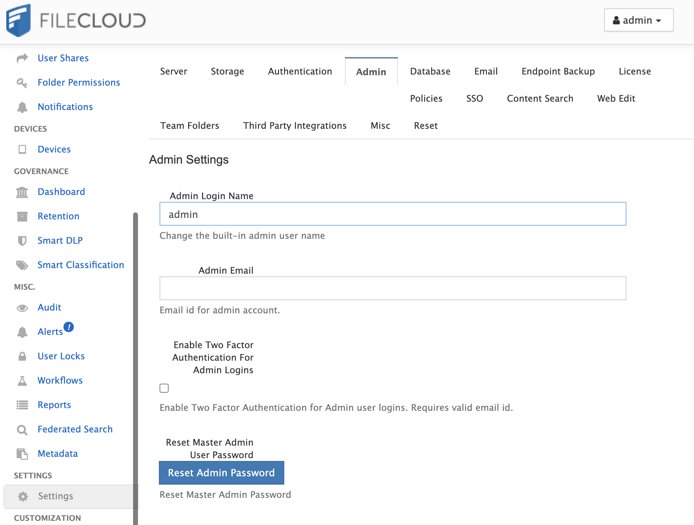 FILECLOUD
admin
User Shares
Folder Permissions
Notifications
DEVICES
Devices
GOVERNANCE
Dashboard
Retention
Smart DLP
Smart Classification
MISC.
Audit
Alerts
User Locks
Workflows
Reports
Federated Search
Metadata
SETTINGS
Settings
CUSTOMIZATION
Server Storage Authentication Admin Database Email Endpoint Backup License
Policies SSO Content Search Web Edit
Team Folders Third Party Integrations Misc Reset
Admin Settings
Admin Login Name
admin
Change the built-in admin user name
Admin Email
Email id for admin account.
Enable Two Factor
Authentication For
Admin Logins
Enable Two Factor Authentication for Admin user logins. Requires valid email id.
Reset Master Admin
User Password
Reset Admin Password
Reset Master Admin Password